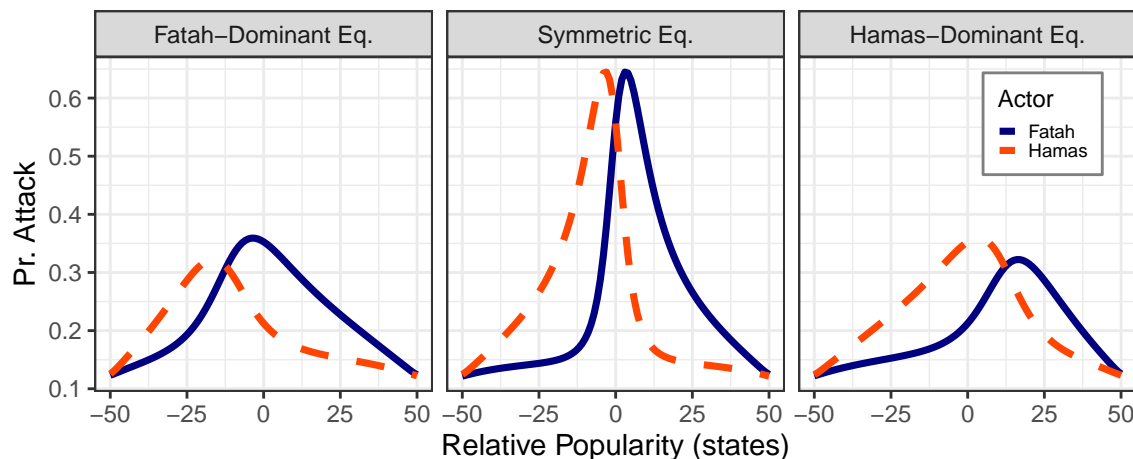 Fatah−Dominant Eq.
Symmetric Eq.
Hamas−Dominant Eq.
Pr. Attack
0.6
0.5
0.4
0.3
0.2
0.1
Actor
Fatah
Hamas
−50 −25 0 25 50
−50 −25 0 25 50
−50 −25 0 25 50
Relative Popularity (states)